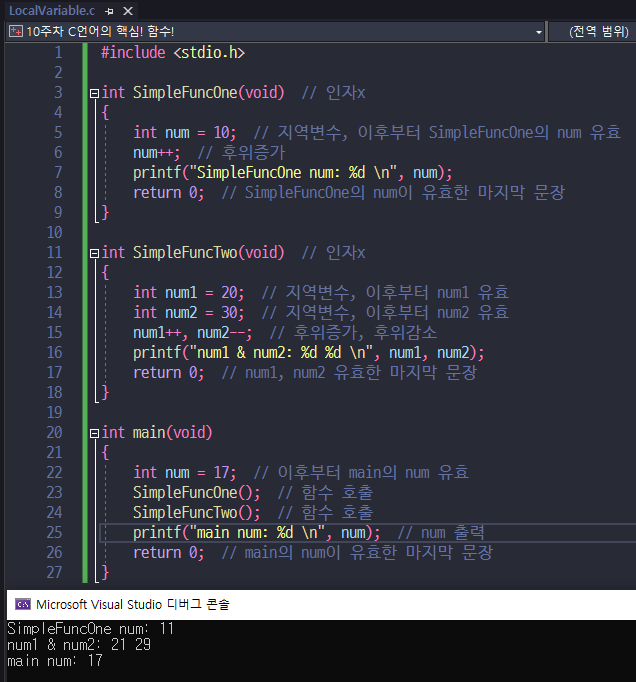 LocalVariable.c
10주차 C언어의 핵심! 함수! (전역 범위)
1 #include <stdio.h>
2
3 int SimpleFuncOne(void) // 인자x
4 {
5 int num = 10; // 지역변수, 이후부터 SimpleFuncOne의 num 유효
6 num++; // 후위증가
7 printf("SimpleFuncOne num: %d \n", num);
8 return 0; // SimpleFuncOne의 num이 유효한 마지막 문장
9 }
10
11 int SimpleFuncTwo(void) // 인자x
12 {
13 int num1 = 20; // 지역변수, 이후부터 num1 유효
14 int num2 = 30; // 지역변수, 이후부터 num2 유효
15 num1++, num2--; // 후위증가, 후위감소
16 printf("num1 & num2: %d %d \n", num1, num2);
17 return 0; // num1, num2 유효한 마지막 문장
18 }
19
20 int main(void)
21 {
22 int num = 17; // 이후부터 main의 num 유효
23 SimpleFuncOne(); // 함수 호출
24 SimpleFuncTwo(); // 함수 호출
25 printf("main num: %d \n", num); // num 출력
26 return 0; // main의 num이 유효한 마지막 문장
27 }
Microsoft Visual Studio 디버그 콘솔
SimpleFuncOne num: 11
num1 & num2: 21 29
main num: 17